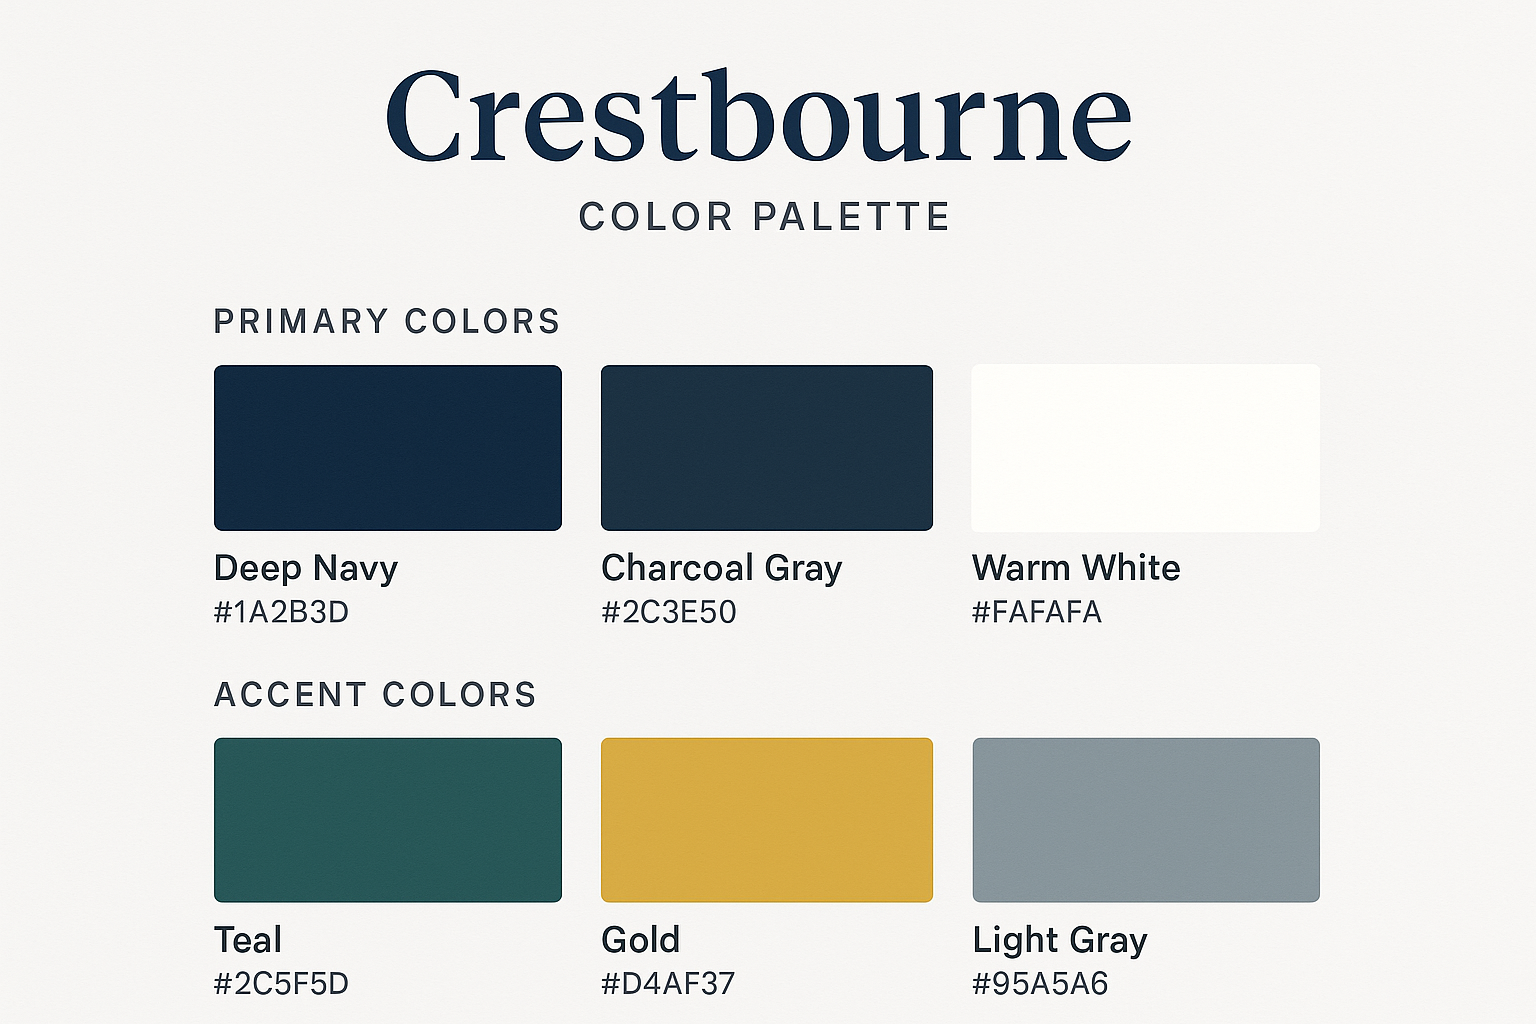 Crestbourne
COLOR PALETTE
PRIMARY COLORS
Deep Navy
#1A2B3D
Charcoal Gray
#2C3E50
Warm White
#FAFAFA
ACCENT COLORS
Teal
#2C5F5D
Gold
#D4AF37
Light Gray
#95A5A6